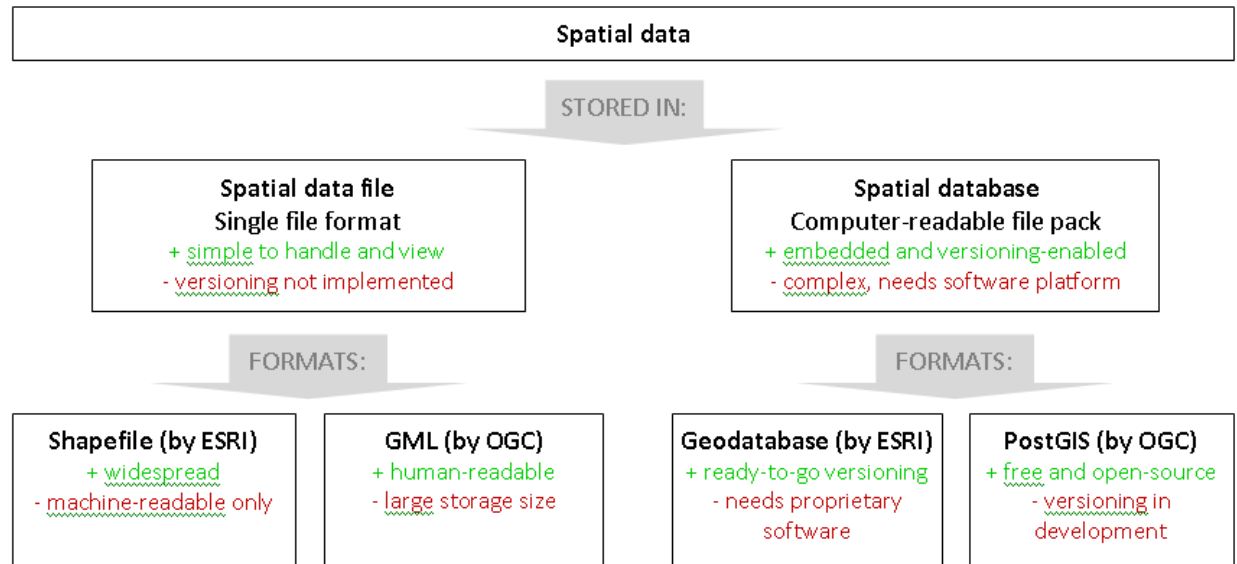 Spatial data
STORED IN:
Spatial data file
Single file format
+ simple to handle and view
- versioning not implemented
Spatial database
Computer-readable file pack
+ embedded and versioning-enabled
- complex, needs software platform
FORMATS:
FORMATS:
Shapefile (by ESRI)
+ widespread
- machine-readable only
GML (by OGC)
+ human-readable
- large storage size
Geodatabase (by ESRI)
+ ready-to-go versioning
- needs proprietary
software
PostGIS (by OGC)
+ free and open-source
- versioning in
development